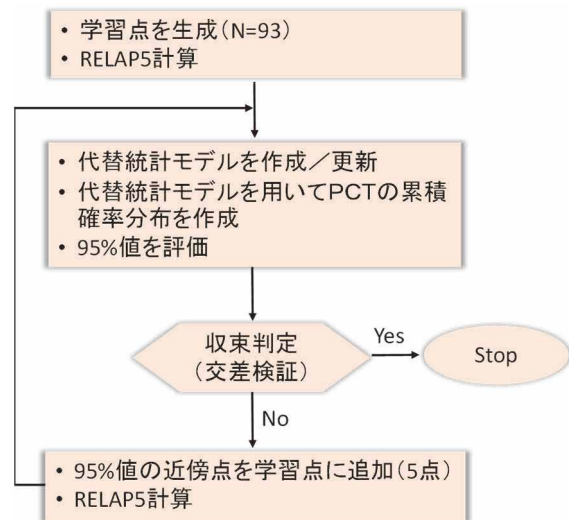 • 学習点を生成(N=93)
• RELAP5計算
• 代替統計モデルを作成／更新
• 代替統計モデルを用いてPCTの累積
確率分布を作成
• 95%値を評価
収束判定
(交差検証)
Yes
Stop
No
• 95%値の近傍点を学習点に追加(5点)
• RELAP5計算